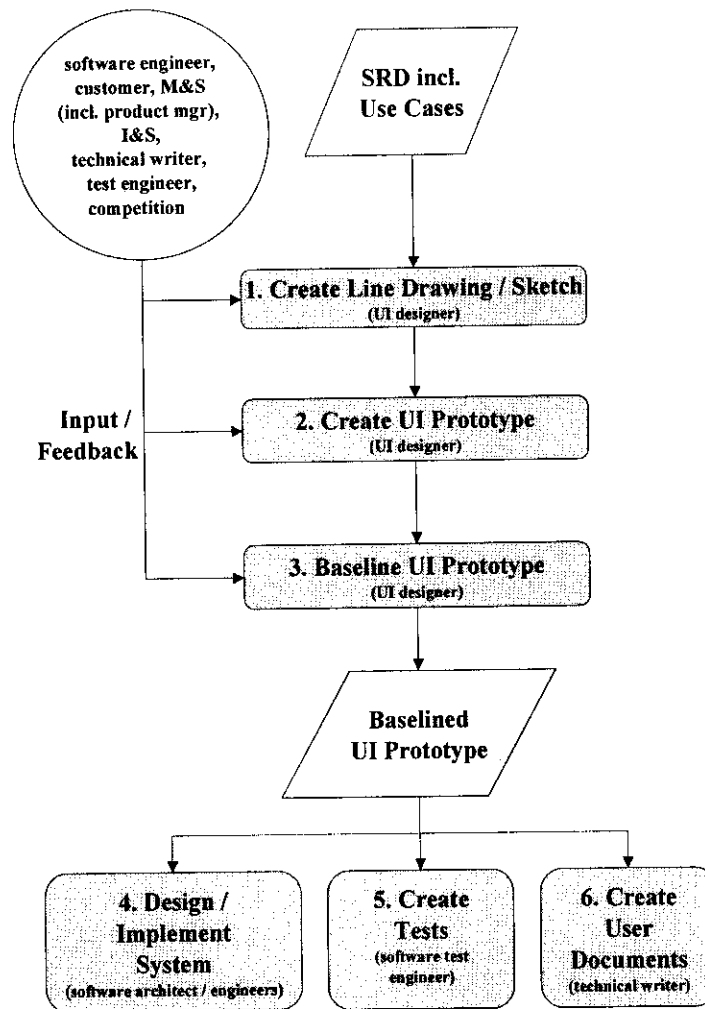 software engineer,
customer, M&S
(incl. product mgr),
I&S,
technical writer,
test engineer,
competition
SRD incl.
Use Cases
1. Create Line Drawing / Sketch
(UI designer)
Input /
Feedback
2. Create UI Prototype
(UI designer)
3. Baseline UI Prototype
(UI designer)
Baselined
UI Prototype
4. Design /
Implement
System
(software architect / engineers)
5. Create
Tests
(software test
engineer)
6. Create
User
Documents
(technical writer)